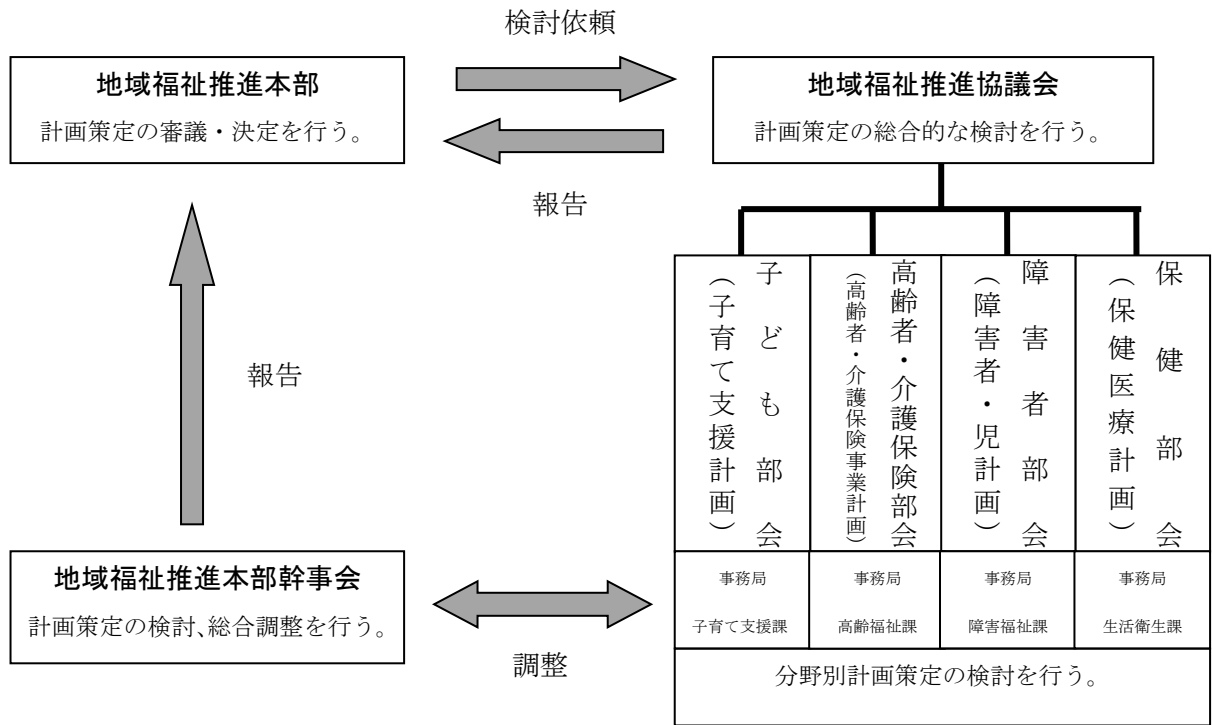 検討依頼
地域福祉推進本部
計画策定の審議・決定を行う。
地域福祉推進協議会
計画策定の総合的な検討を行う。
報告
子ども部会
（子育て支援計画）
高齢者・介護保険部会
（高齢者・介護保険事業計画）
障害者部会
（障害者・児計画）
保健部会
（保健医療計画）
報告
地域福祉推進本部幹事会
計画策定の検討、総合調整を行う。
調整
事務局
子育て支援課
事務局
高齢福祉課
事務局
障害福祉課
事務局
生活衛生課
分野別計画策定の検討を行う。